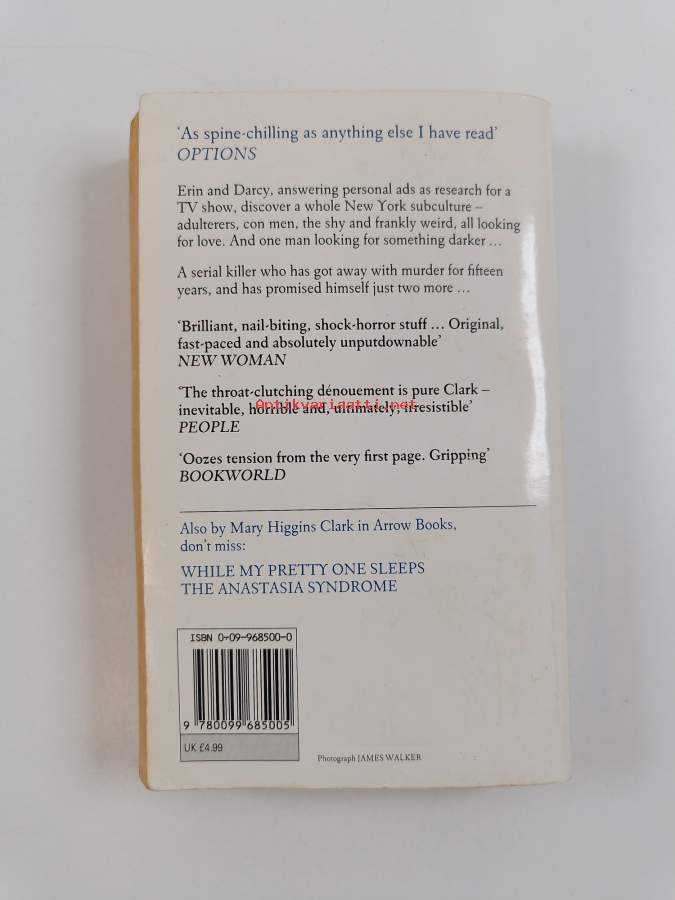 ‘As spine-chilling as anything else I have read’
OPTIONS
Erin and Darcy, answering personal ads as research for a
TV show, discover a whole New York subculture –
adulterers, con men, the shy and frankly weird, all looking
for love. And one man looking for something darker ...
A serial killer who has got away with murder for fifteen
years, and has promised himself just two more ...
‘Brilliant, nail-biting, shock-horror stuff ... Original,
fast-paced and absolutely unputdownable’
NEW WOMAN
‘The throat-clutching dénouement is pure Clark –
inevitable, horrible and, ultimately, irresistible’
Antikvariaatti.net
PEOPLE
‘Oozes tension from the very first page. Gripping’
BOOKWORLD
Also by Mary Higgins Clark in Arrow Books,
don't miss:
WHILE MY PRETTY ONE SLEEPS
THE ANASTASIA SYNDROME
ISBN 0-09-968500-0
9 780099 685005
UK £4.99
Photograph JAMES WALKER